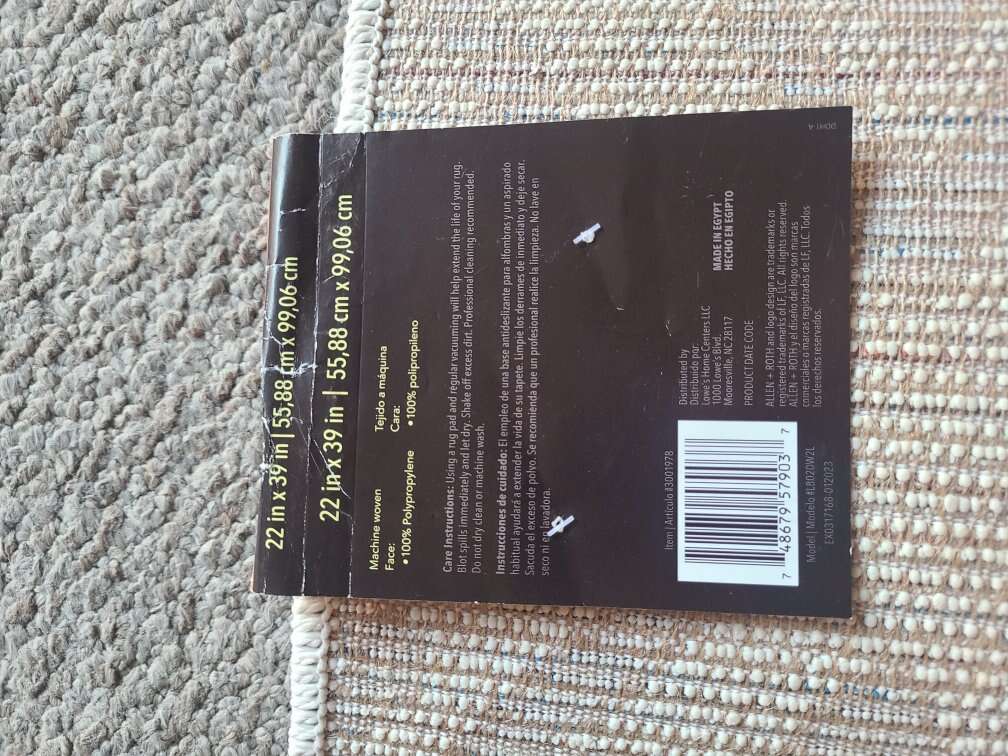 22 in x 39 in | 55,88 cm x 99,06 cm
22 in x 39 in | 55,88 cm x 99,06 cm
Machine woven
Face:
•100% Polypropylene
Tejido a máquina
Cara:
•100% polipropileno
Care Instructions: Using a rug pad and regular vacuuming will help extend the life of your rug.
Blot spills immediately and let dry. Shake off excess dirt. Professional cleaning recommended.
Do not dry clean or machine wash.
Instrucciones de cuidado: El empleo de una base antideslizante para alfombras y un aspirado
habitual ayudará a extender la vida de su tapete. Limpie los derrames de inmediato y deje secar.
Sacuda el exceso de polvo. Se recomienda que un profesional realice la limpieza. No lave en
seco ni en lavadora.
Item | Artículo #3001978
7 48679 15790 3 7
Model | Modelo #L8020W2L
EX0317168-012023
Distributed by
Distribuido por:
Lowe's Home Centers LLC
1000 Lowe's Blvd.
Mooresville, NC 28117
MADE IN EGYPT
HECHO EN EGIPTO
PRODUCT DATE CODE
ALLEN + ROTH and logo design are trademarks or
registered trademarks of LF, LLC. All rights reserved.
ALLEN + ROTH y el diseño del logo son marcas
comerciales o marcas registradas de LF, LLC. Todos
los derechos reservados.